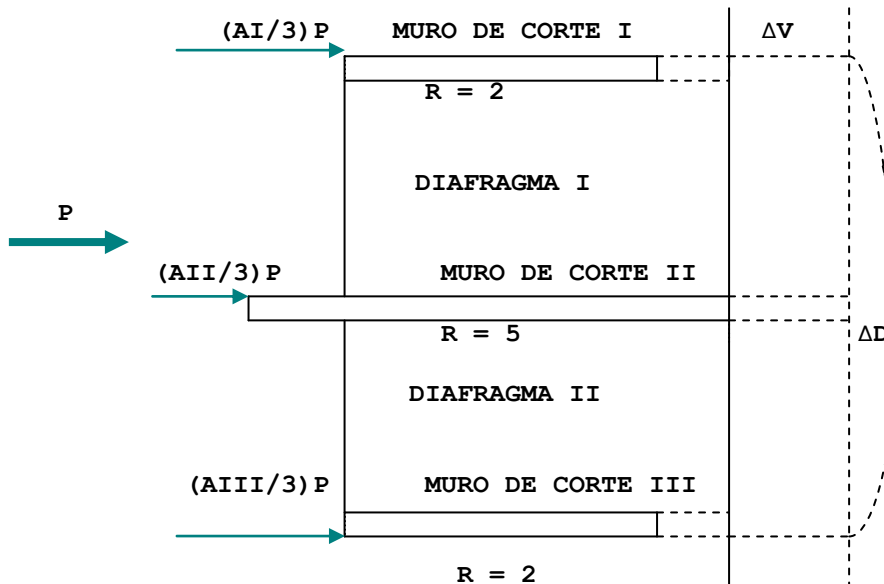 (AI/3)P MURO DE CORTE I ΔV
R = 2
DIAFRAGMA I
P
(AII/3)P MURO DE CORTE II
R = 5 ΔD
DIAFRAGMA II
(AIII/3)P MURO DE CORTE III
R = 2